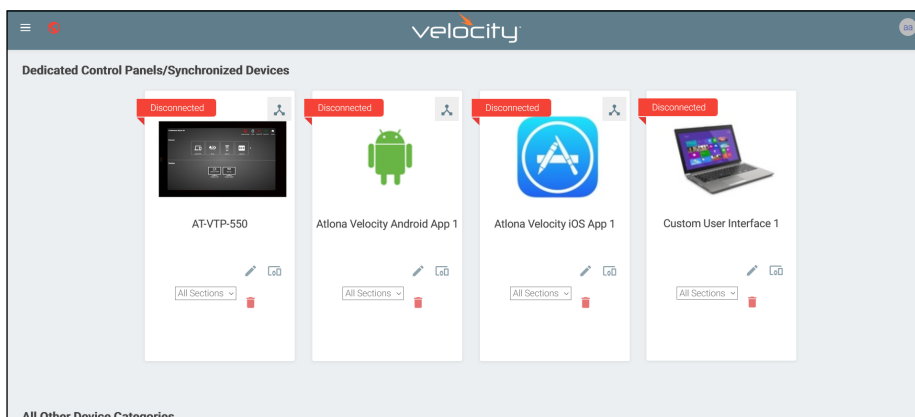 velocity
aa
Dedicated Control Panels/Synchronized Devices
Disconnected
Disconnected
Disconnected
Disconnected
AT-VTP-550
Atlona Velocity Android App 1
Atlona Velocity iOS App 1
Custom User Interface 1
All Sections
All Sections
All Sections
All Sections
All Other Device Categories